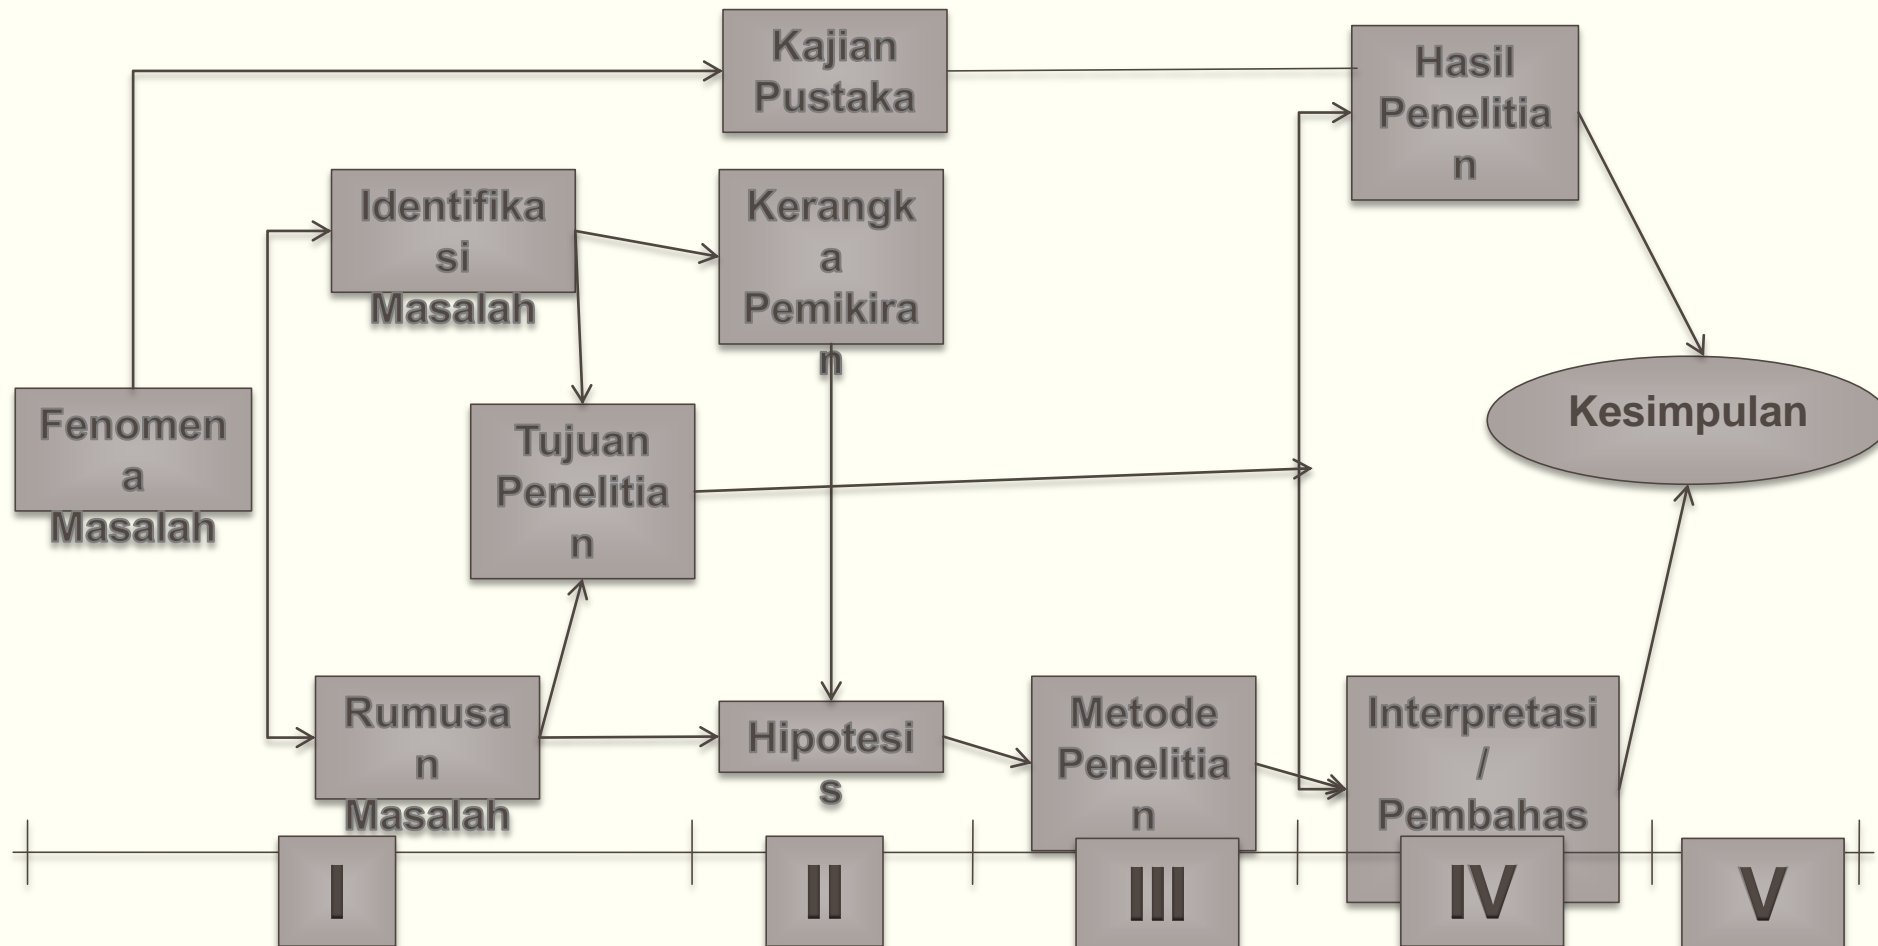 Kajian
Pustaka
Hasil
Penelitia
n
Identifika
si
Masalah
Kerangk
a
Pemikira
n
Fenomen
a
Masalah
Tujuan
Penelitia
n
Kesimpulan
Rumusa
n
Masalah
Hipotesi
s
Metode
Penelitia
n
Interpretasi
/
Pembahas
I
II
III
IV
V